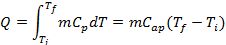 Q = ∫_{T_i}^{T_f} mC_p dT = mC_{ap}(T_f − T_i)